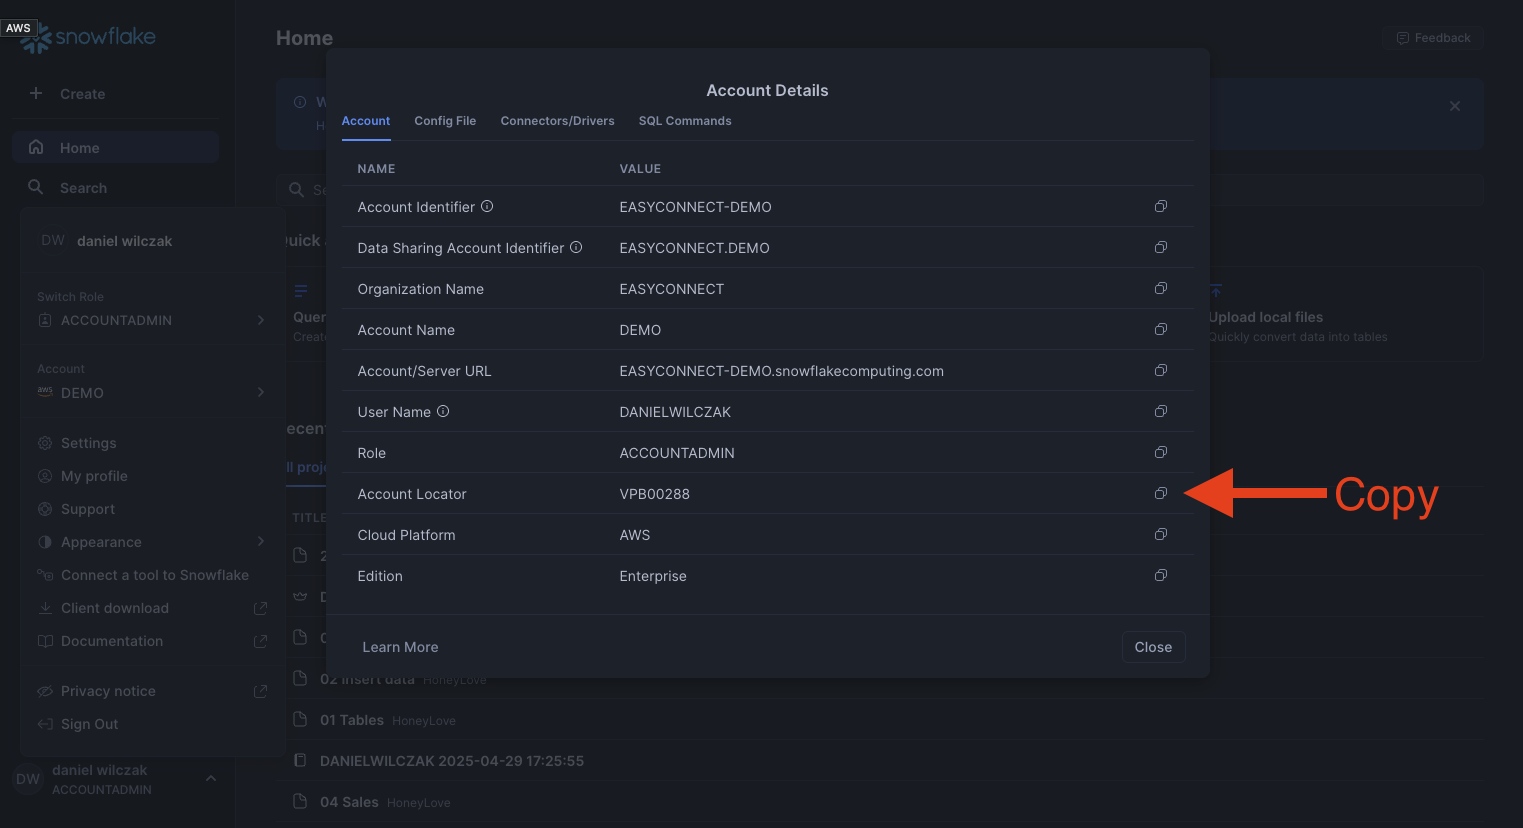 AWS
snowflake
Home
Feedback
Create
Home
Search
DW daniel wilczak
Switch Role
ACCOUNTADMIN
Account
aws DEMO
Settings
My profile
Support
Appearance
Connect a tool to Snowflake
Client download
Documentation
Privacy notice
Sign Out
DW daniel wilczak
ACCOUNTADMIN
Account Details
Account Config File Connectors/Drivers SQL Commands
NAME VALUE
Account Identifier EASYCONNECT-DEMO
Data Sharing Account Identifier EASYCONNECT.DEMO
Organization Name EASYCONNECT
Account Name DEMO
Account/Server URL EASYCONNECT-DEMO.snowflakecomputing.com
User Name DANIELWILCZAK
Role ACCOUNTADMIN
Account Locator VPB00288
Cloud Platform AWS
Edition Enterprise
Learn More Close
Copy
Upload local files
Quickly convert data into tables
02 Insert data HoneyLove
01 Tables HoneyLove
DANIELWILCZAK 2025-04-29 17:25:55
04 Sales HoneyLove